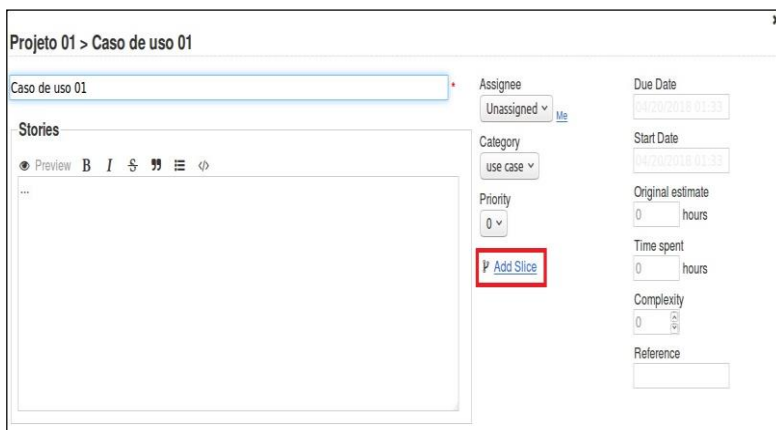 Projeto 01 > Caso de uso 01
Caso de uso 01
*
Stories
Preview B I S ❞ </>
...
Assignee
Unassigned
Me
Category
use case
Priority
0
Add Slice
Due Date
04/20/2018 01:33
Start Date
04/20/2018 01:33
Original estimate
0 hours
Time spent
0 hours
Complexity
0
Reference